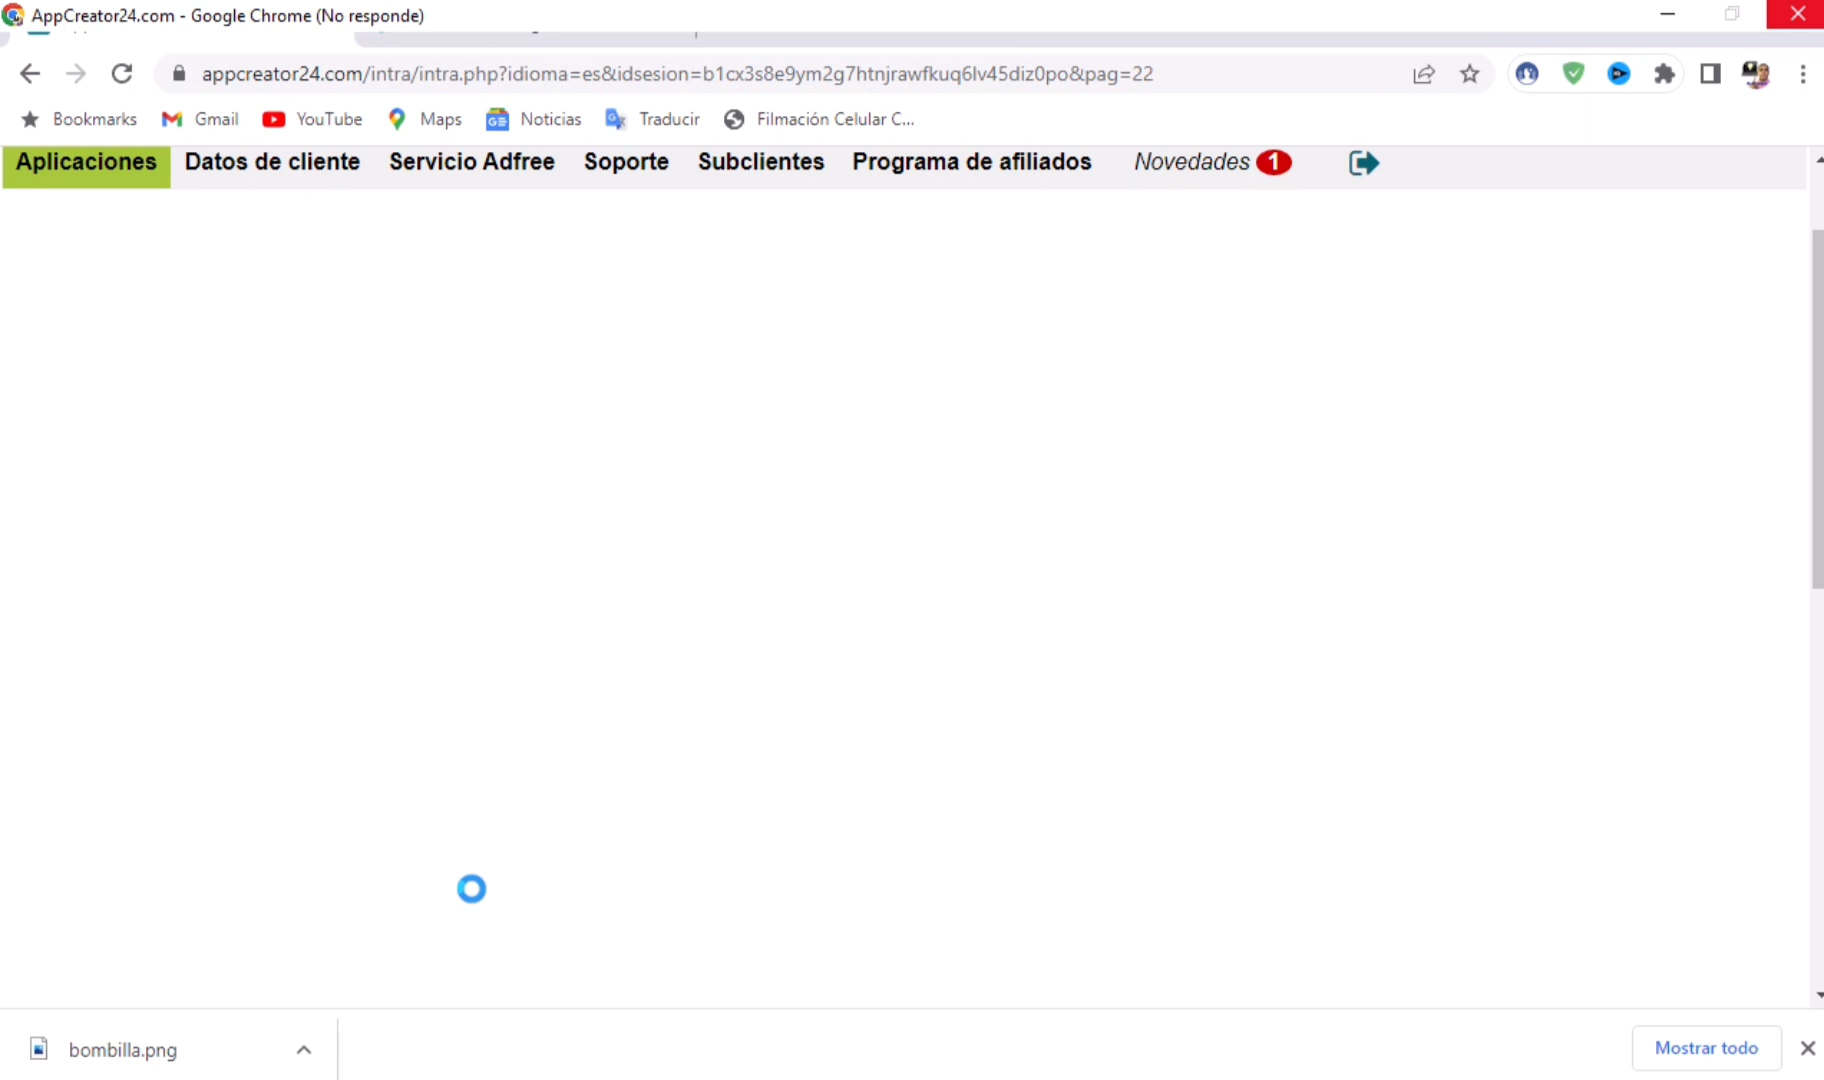 AppCreator24.com - Google Chrome (No responde)
appcreator24.com/intra/intra.php?idioma=es&idsesion=b1cx3s8e9ym2g7htnjrawfkuq6lv45diz0po&pag=22
Bookmarks Gmail YouTube Maps Noticias Traducir Filmación Celular C...
Aplicaciones Datos de cliente Servicio Adfree Soporte Subclientes Programa de afiliados Novedades 1
bombilla.png Mostrar todo